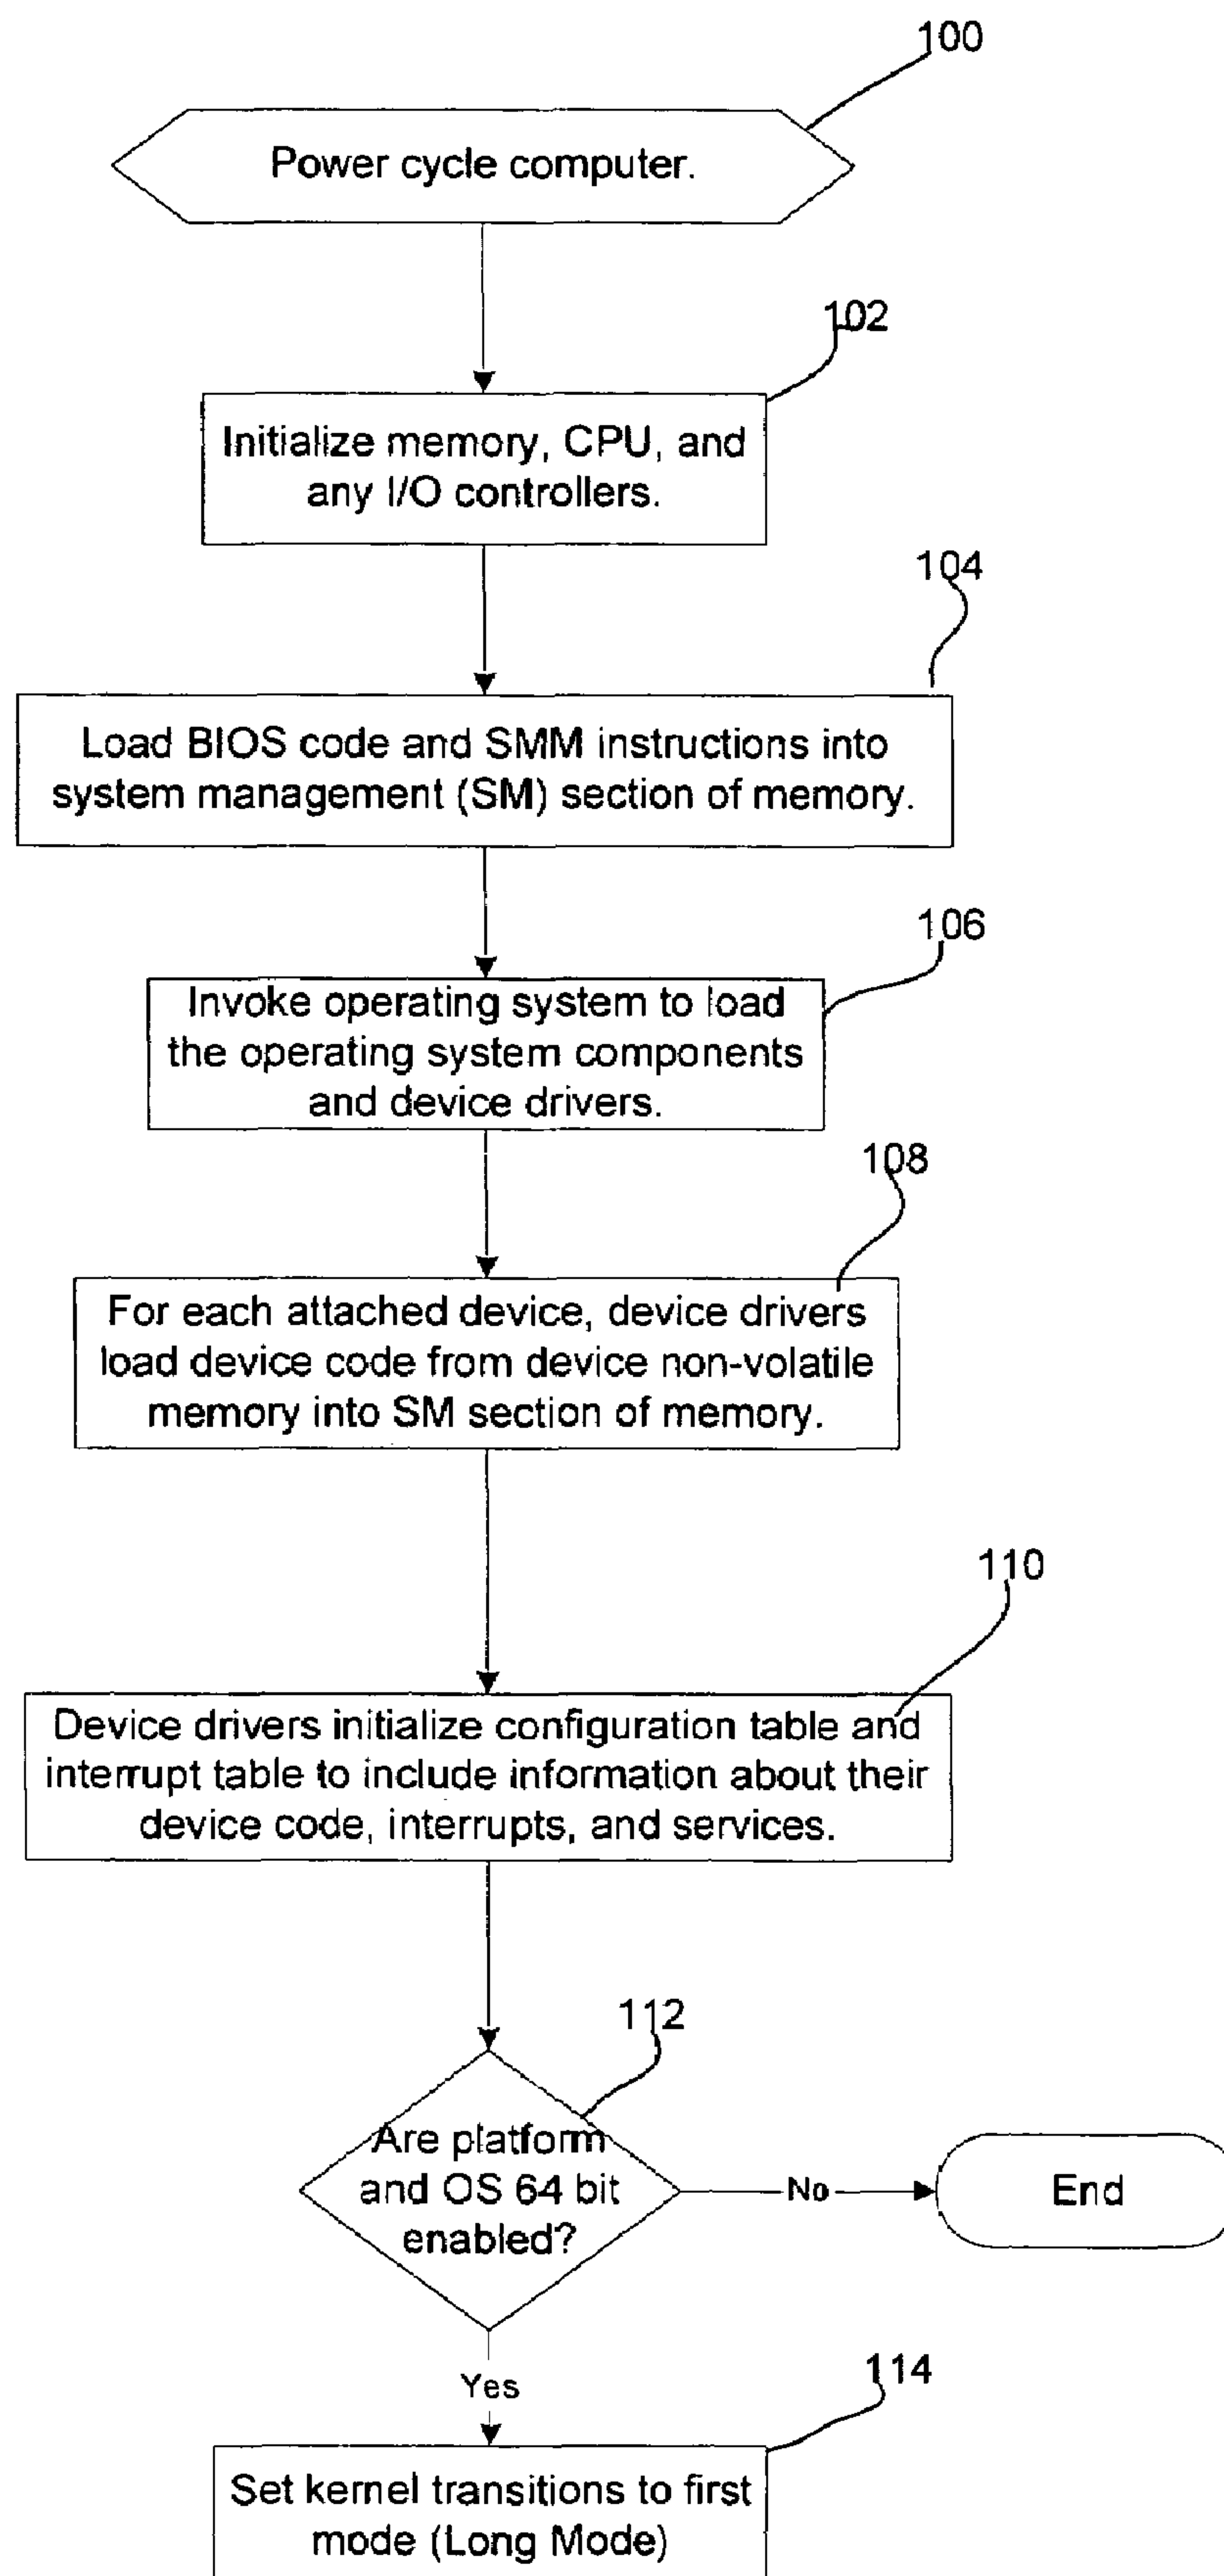 100
Power cycle computer.
102
Initialize memory, CPU, and
any I/O controllers.
104
Load BIOS code and SMM instructions into
system management (SM) section of memory.
106
Invoke operating system to load
the operating system components
and device drivers.
108
For each attached device, device drivers
load device code from device non-volatile
memory into SM section of memory.
110
Device drivers initialize configuration table and
interrupt table to include information about their
device code, interrupts, and services.
112
Are platform
and OS 64 bit
enabled?
No
End
Yes
114
Set kernel transitions to first
mode (Long Mode)